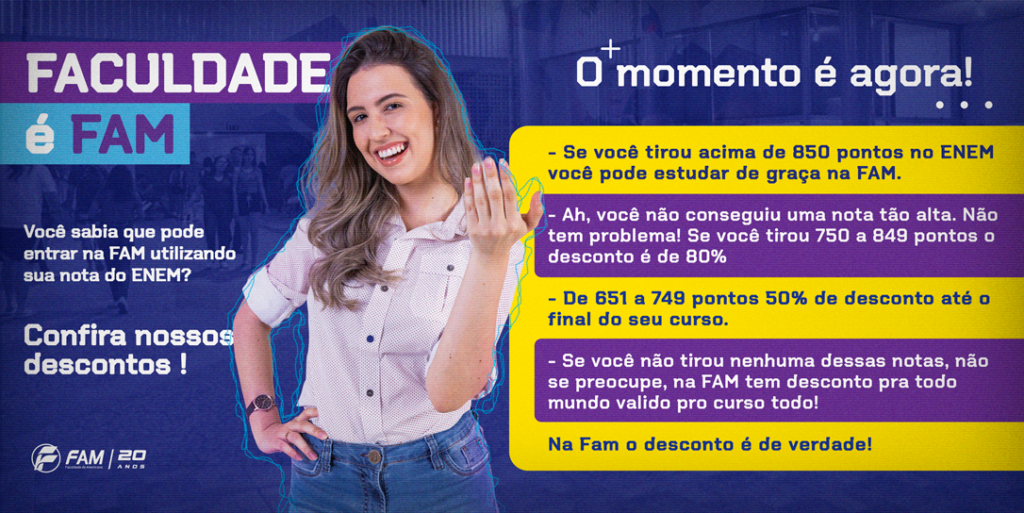 FACULDADE
é FAM
Você sabia que pode
entrar na FAM utilizando
sua nota do ENEM?
Confira nossos
descontos !
FAM | 20
ANOS
O momento é agora!
- Se você tirou acima de 850 pontos no ENEM
você pode estudar de graça na FAM.
- Ah, você não conseguiu uma nota tão alta. Não
tem problema! Se você tirou 750 a 849 pontos o
desconto é de 80%
- De 651 a 749 pontos 50% de desconto até o
final do seu curso.
- Se você não tirou nenhuma dessas notas, não
se preocupe, na FAM tem desconto pra todo
mundo valido pro curso todo!
Na Fam o desconto é de verdade!